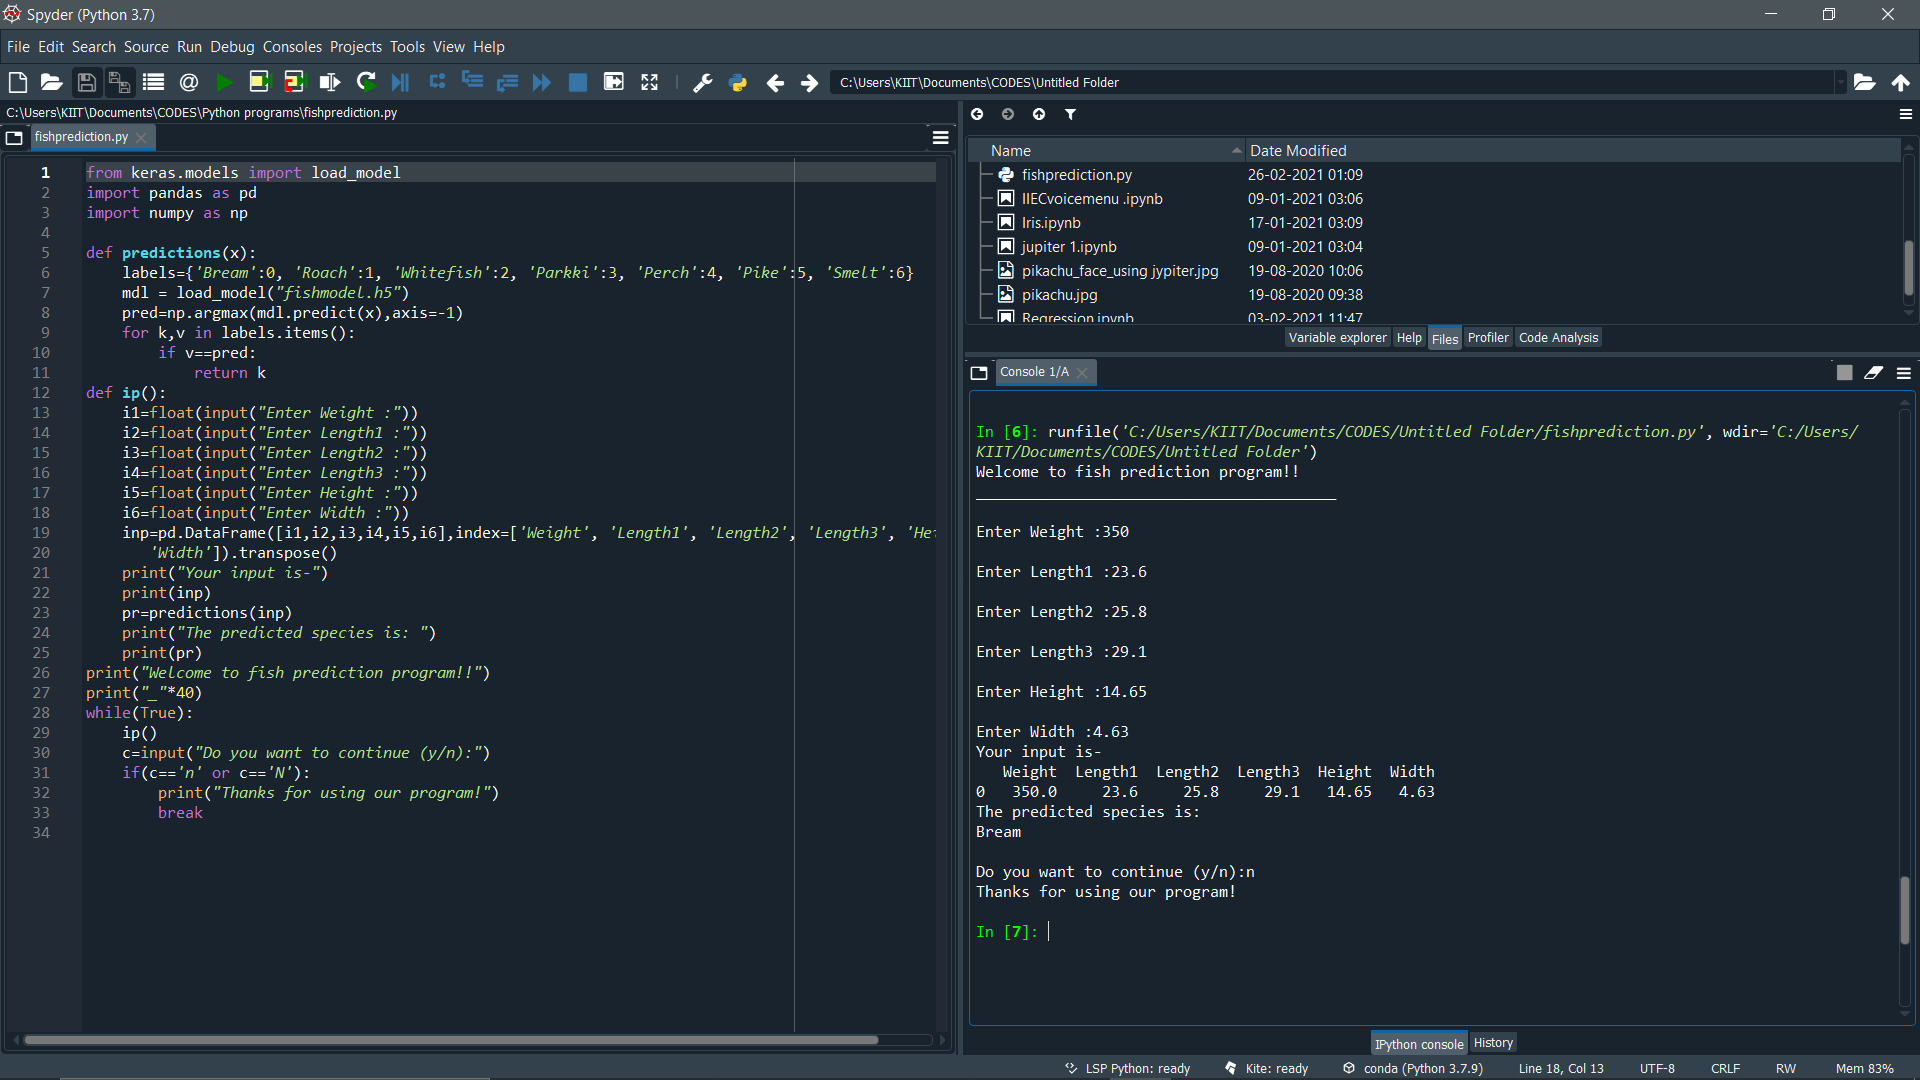 Spyder (Python 3.7)
File Edit Search Source Run Debug Consoles Projects Tools View Help
C:\Users\KIIT\Documents\CODES\Untitled Folder
C:\Users\KIIT\Documents\CODES\Python programs\fishprediction.py
fishprediction.py
1 from keras.models import load_model
2 import pandas as pd
3 import numpy as np
4
5 def predictions(x):
6     labels={'Bream':0, 'Roach':1, 'Whitefish':2, 'Parkki':3, 'Perch':4, 'Pike':5, 'Smelt':6}
7     mdl = load_model("fishmodel.h5")
8     pred=np.argmax(mdl.predict(x),axis=-1)
9     for k,v in labels.items():
10         if v==pred:
11             return k
12 def ip():
13     i1=float(input("Enter Weight :"))
14     i2=float(input("Enter Length1 :"))
15     i3=float(input("Enter Length2 :"))
16     i4=float(input("Enter Length3 :"))
17     i5=float(input("Enter Height :"))
18     i6=float(input("Enter Width :"))
19     inp=pd.DataFrame([i1,i2,i3,i4,i5,i6],index=['Weight', 'Length1', 'Length2', 'Length3', 'Hei
20        'Width']).transpose()
21     print("Your input is-")
22     print(inp)
23     pr=predictions(inp)
24     print("The predicted species is: ")
25     print(pr)
26 print("Welcome to fish prediction program!!")
27 print("_"*40)
28 while(True):
29     ip()
30     c=input("Do you want to continue (y/n):")
31     if(c=='n' or c=='N'):
32         print("Thanks for using our program!")
33         break
34
Name Date Modified
fishprediction.py 26-02-2021 01:09
IIECvoicemenu .ipynb 09-01-2021 03:06
Iris.ipynb 17-01-2021 03:09
jupiter 1.ipynb 09-01-2021 03:04
pikachu_face_using jypiter.jpg 19-08-2020 10:06
pikachu.jpg 19-08-2020 09:38
Regression.ipynb 03-02-2021 11:47
Variable explorer Help Files Profiler Code Analysis
Console 1/A
In [6]: runfile('C:/Users/KIIT/Documents/CODES/Untitled Folder/fishprediction.py', wdir='C:/Users/
KIIT/Documents/CODES/Untitled Folder')
Welcome to fish prediction program!!
________________________________________
Enter Weight :350
Enter Length1 :23.6
Enter Length2 :25.8
Enter Length3 :29.1
Enter Height :14.65
Enter Width :4.63
Your input is-
   Weight  Length1  Length2  Length3  Height  Width
0   350.0     23.6     25.8     29.1   14.65   4.63
The predicted species is:
Bream
Do you want to continue (y/n):n
Thanks for using our program!
In [7]:
IPython console History
LSP Python: ready Kite: ready conda (Python 3.7.9) Line 18, Col 13 UTF-8 CRLF RW Mem 83%